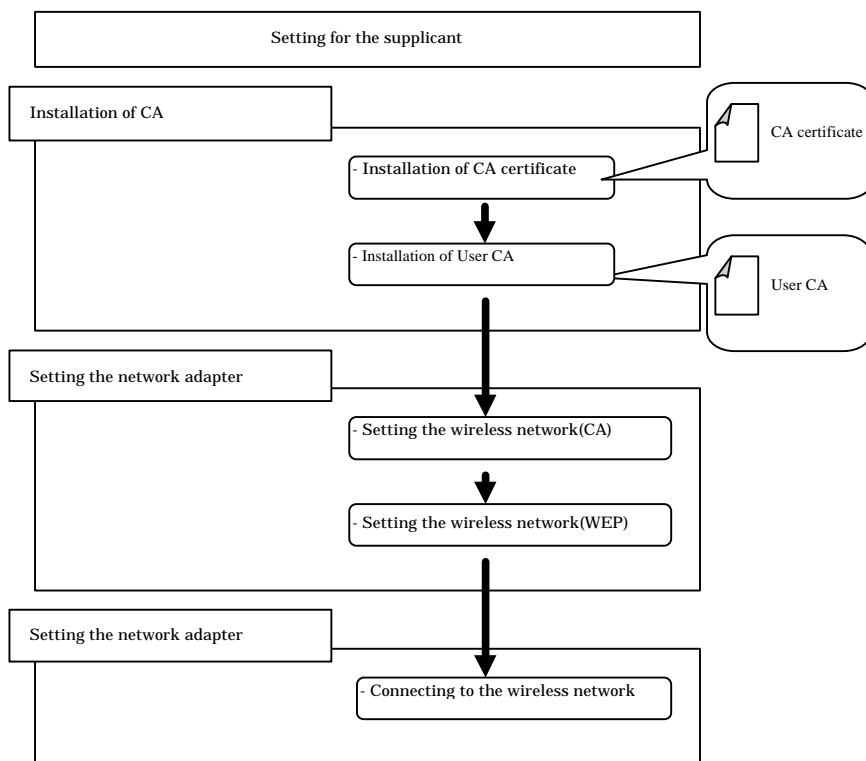 Setting for the supplicant
Installation of CA
CA certificate
- Installation of CA certificate
- Installation of User CA
User CA
Setting the network adapter
- Setting the wireless network(CA)
- Setting the wireless network(WEP)
Setting the network adapter
- Connecting to the wireless network